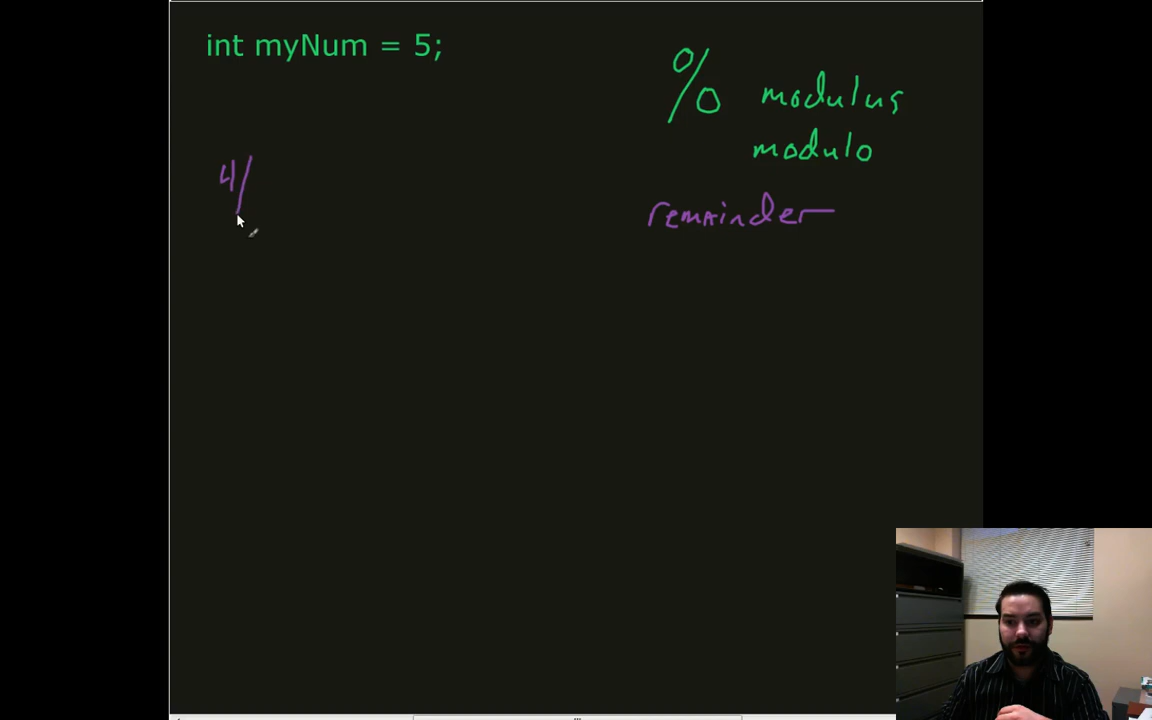 int myNum = 5;
% modulus
modulo
4/
remainder